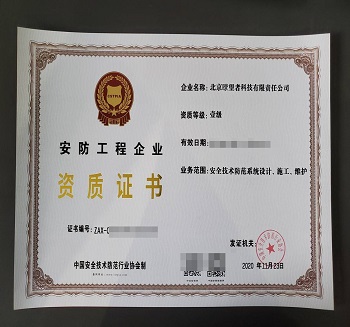 安防工程企业
资质证书
证书编号: ZAX-
中国安全技术防范行业协会制
企业名称: 北京瞭望者科技有限责任公司
资质等级: 壹级
有效日期:
业务范围: 安全技术防范系统设计、施工、维护
发证机关:
2020 年11月23日